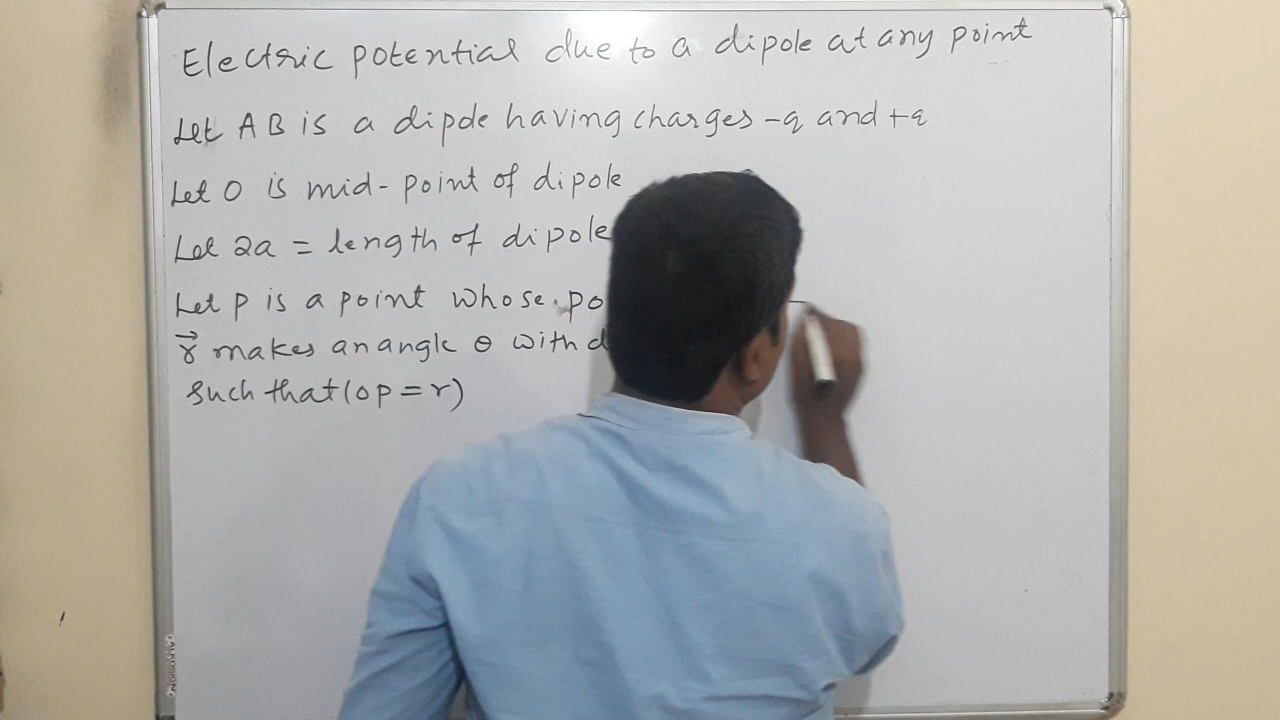 Electric potential due to a dipole at any point
Let AB is a dipole having charges -q and +q
Let O is mid-point of dipole
Let 2a = length of dipole
Let P is a point whose po
r⃗ makes an angle θ with d
such that (op = r)